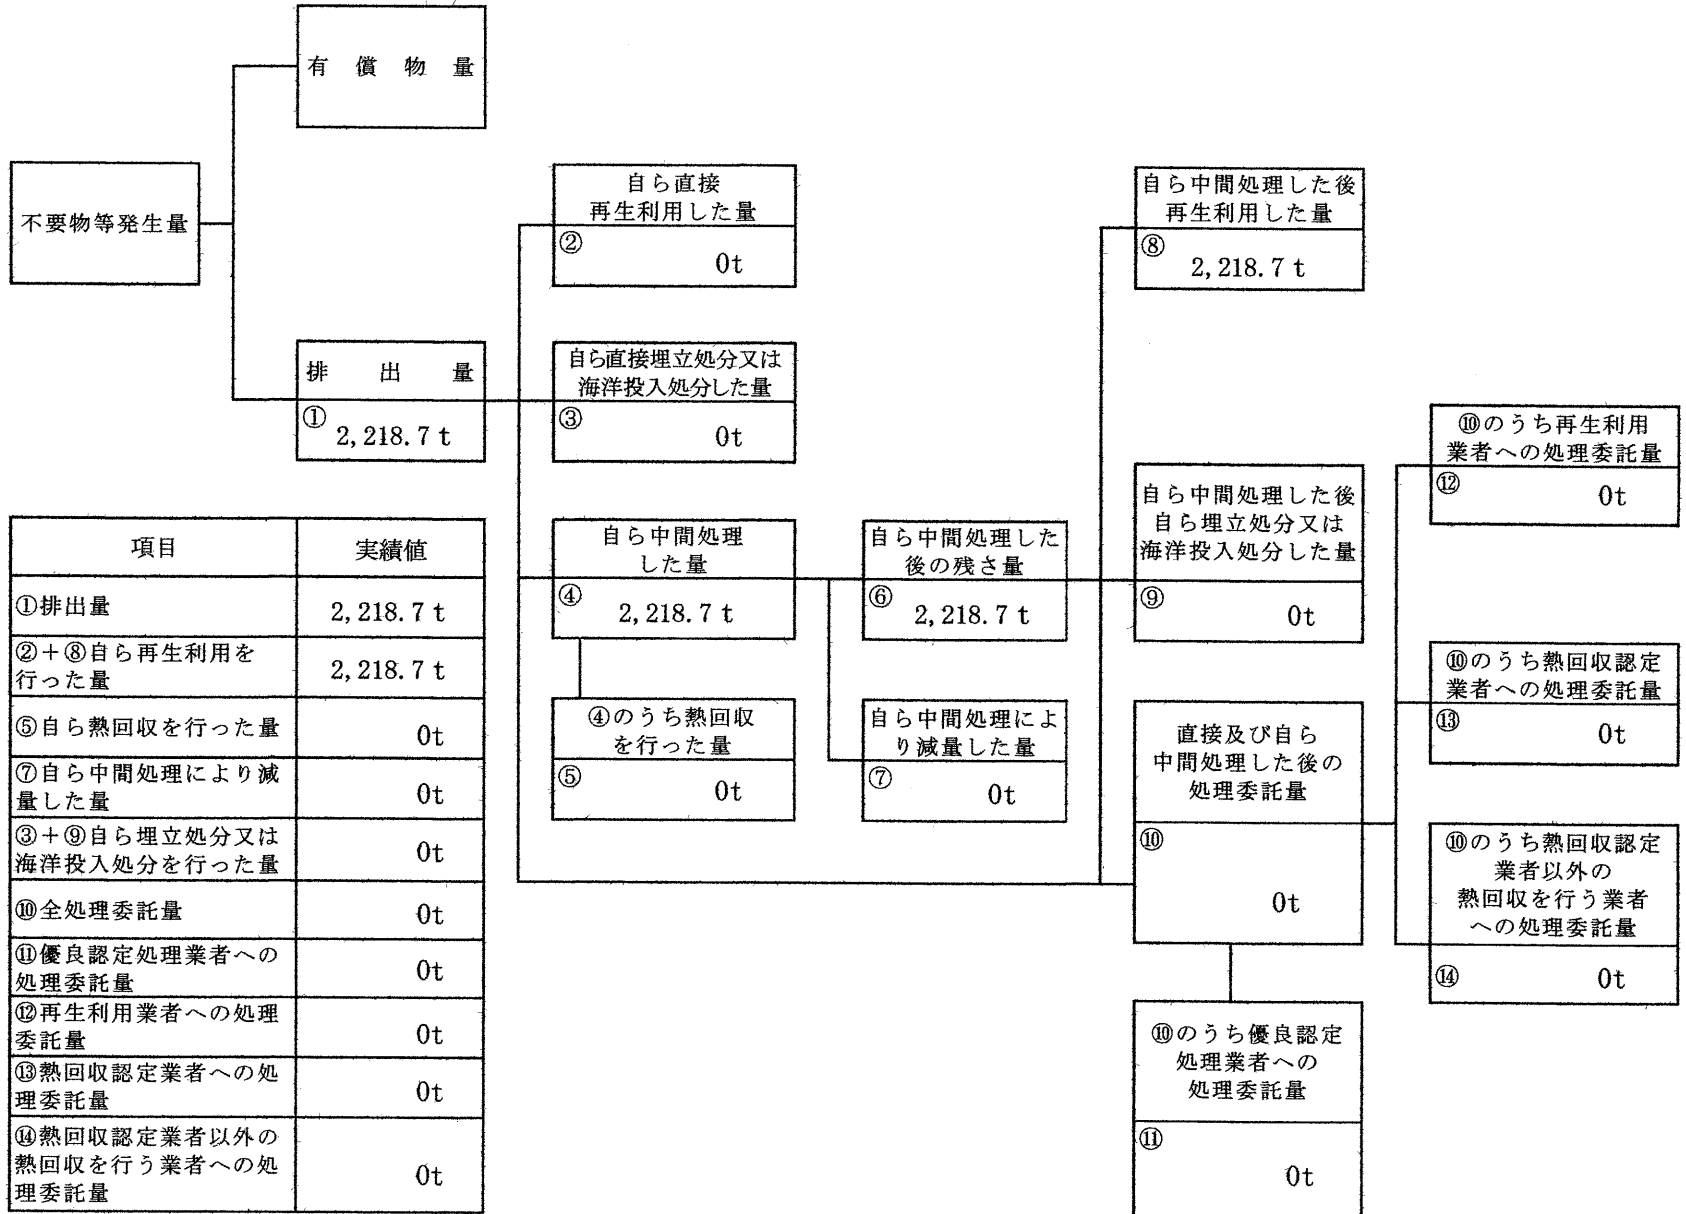 有償物量
不要物等発生量
排出量
①
2,218.7 t
自ら直接
再生利用した量
②
0t
自ら直接埋立処分又は
海洋投入処分した量
③
0t
自ら中間処理
した量
④
2,218.7 t
④のうち熱回収
を行った量
⑤
0t
自ら中間処理した
後の残さ量
⑥
2,218.7 t
自ら中間処理によ
り減量した量
⑦
0t
自ら中間処理した後
再生利用した量
⑧
2,218.7 t
自ら中間処理した後
自ら埋立処分又は
海洋投入処分した量
⑨
0t
直接及び自ら
中間処理した後の
処理委託量
⑩
0t
⑩のうち優良認定
処理業者への
処理委託量
⑪
0t
⑩のうち再生利用
業者への処理委託量
⑫
0t
⑩のうち熱回収認定
業者への処理委託量
⑬
0t
⑩のうち熱回収認定
業者以外の
熱回収を行う業者
への処理委託量
⑭
0t
項目 実績値
①排出量 2,218.7 t
②+⑧自ら再生利用を
行った量 2,218.7 t
⑤自ら熱回収を行った量 0t
⑦自ら中間処理により減
量した量 0t
③+⑨自ら埋立処分又は
海洋投入処分を行った量 0t
⑩全処理委託量 0t
⑪優良認定処理業者への
処理委託量 0t
⑫再生利用業者への処理
委託量 0t
⑬熱回収認定業者への処
理委託量 0t
⑭熱回収認定業者以外の
熱回収を行う業者への処
理委託量 0t